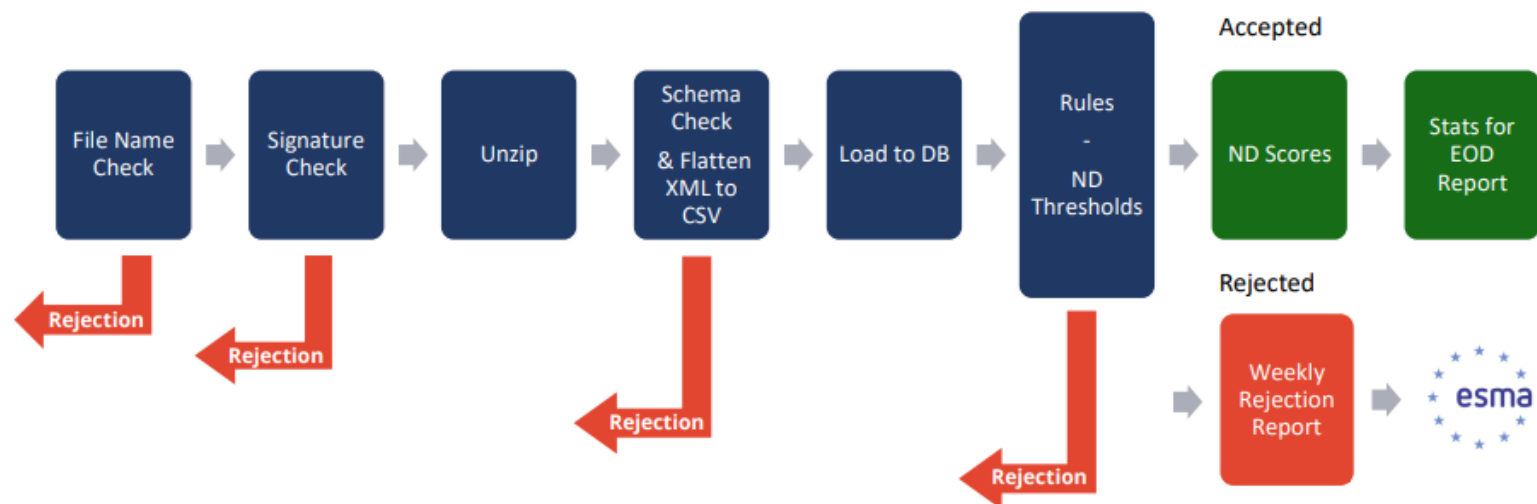 Accepted
File Name
Check
Signature
Check
Unzip
Schema
Check
& Flatten
XML to
CSV
Load to DB
Rules
-
ND
Thresholds
ND Scores
Stats for
EOD
Report
Rejection
Rejection
Rejection
Rejection
Rejected
Weekly
Rejection
Report
esma